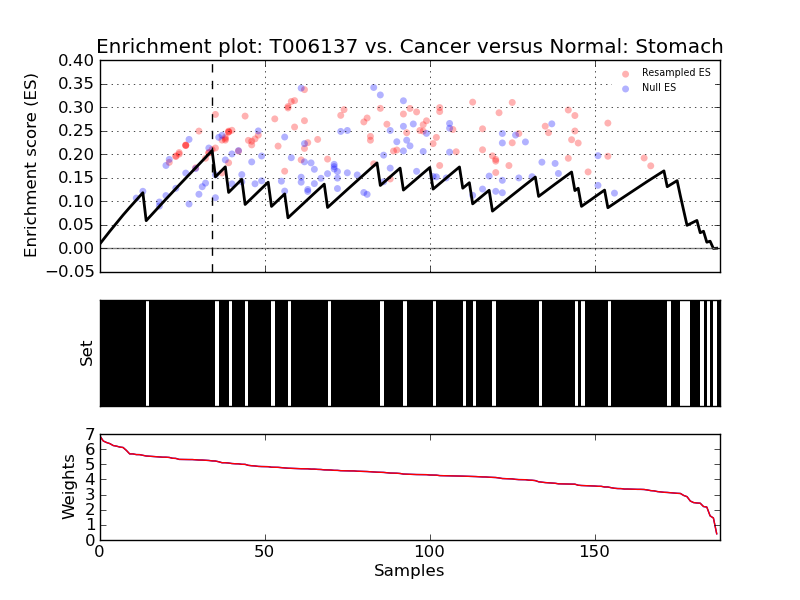 Enrichment plot: T006137 vs. Cancer versus Normal: Stomach
Enrichment score (ES)
0.40
0.35
0.30
0.25
0.20
0.15
0.10
0.05
0.00
−0.05
Resampled ES
Null ES
Set
Weights
7
6
5
4
3
2
1
0
0 50 100 150
Samples